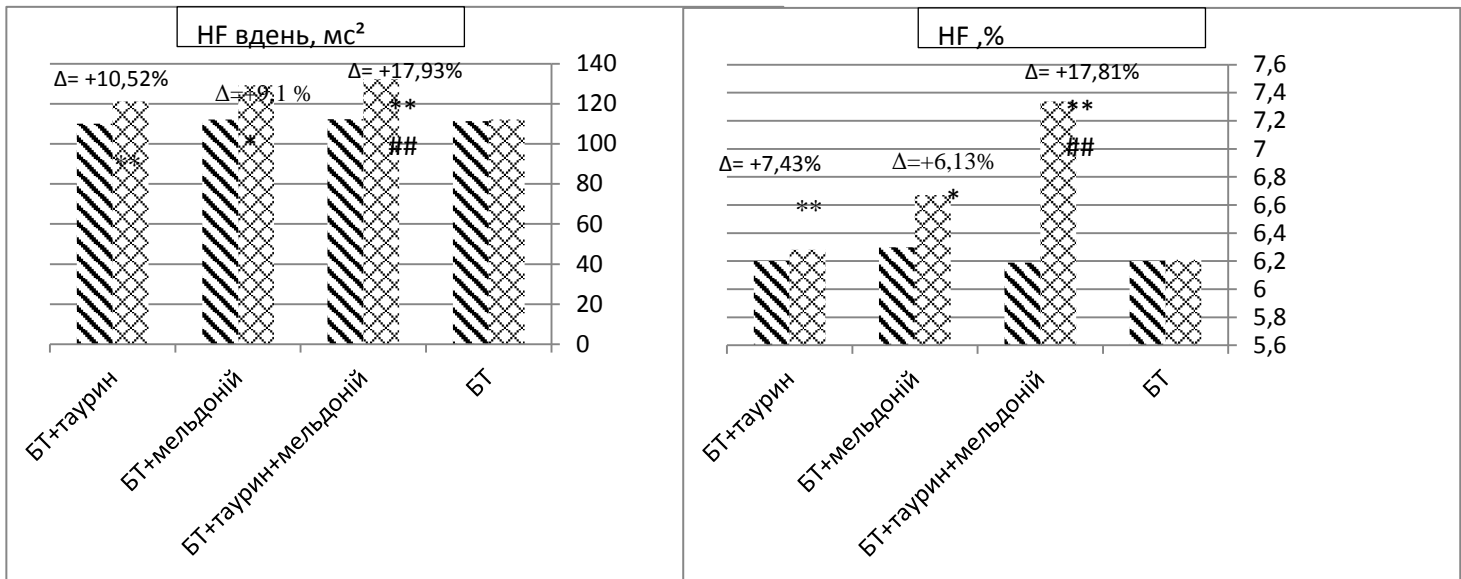 HF вдень, мс²
Δ= +10,52%
Δ=+9,1 %
Δ= +17,93%
**
*
**
##
140
120
100
80
60
40
20
0
БТ+таурин
БТ+мельдоній
БТ+таурин+мельдоній
БТ
HF ,%
Δ= +7,43%
Δ=+6,13%
Δ= +17,81%
**
*
**
##
7,6
7,4
7,2
7
6,8
6,6
6,4
6,2
6
5,8
5,6
БТ+таурин
БТ+мельдоній
БТ+таурин+мельдоній
БТ